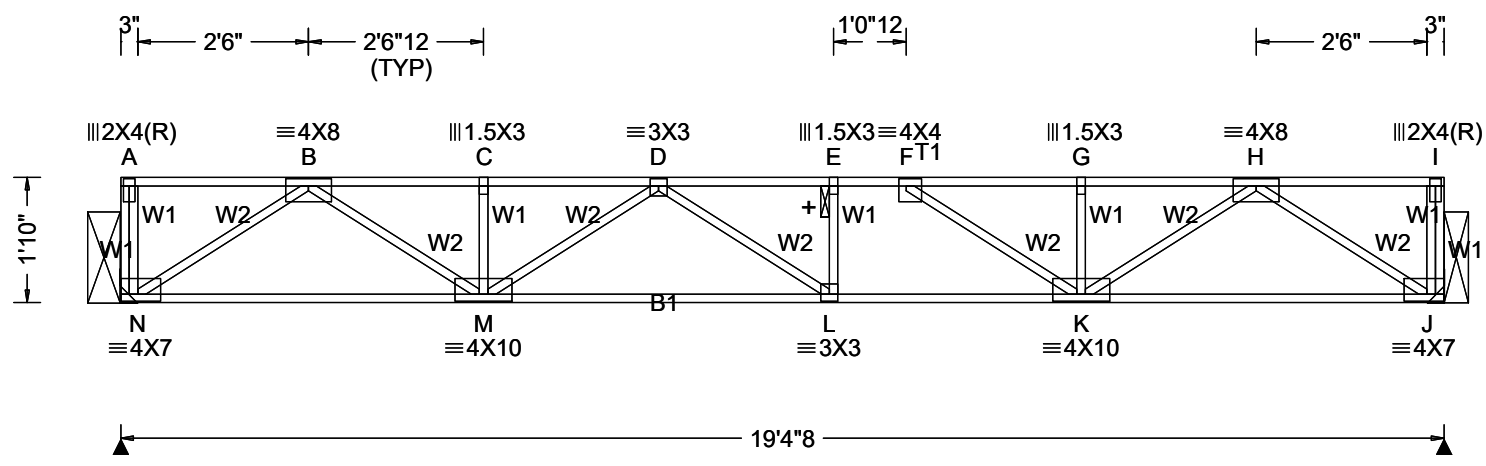 3" 1'0"12 3"
2'6" 2'6"12 2'6"
(TYP)
2X4(R) 4X8 1.5X3 3X3 1.5X3 4X4 1.5X3 4X8 2X4(R)
A B C D E F T1 G H I
W1 W2 W1 W2 + W1 W1 W2 W1
1'10" W1 W2 W2 W2 W2 W1
B1
N M L K J
4X7 4X10 3X3 4X10 4X7
19'4"8